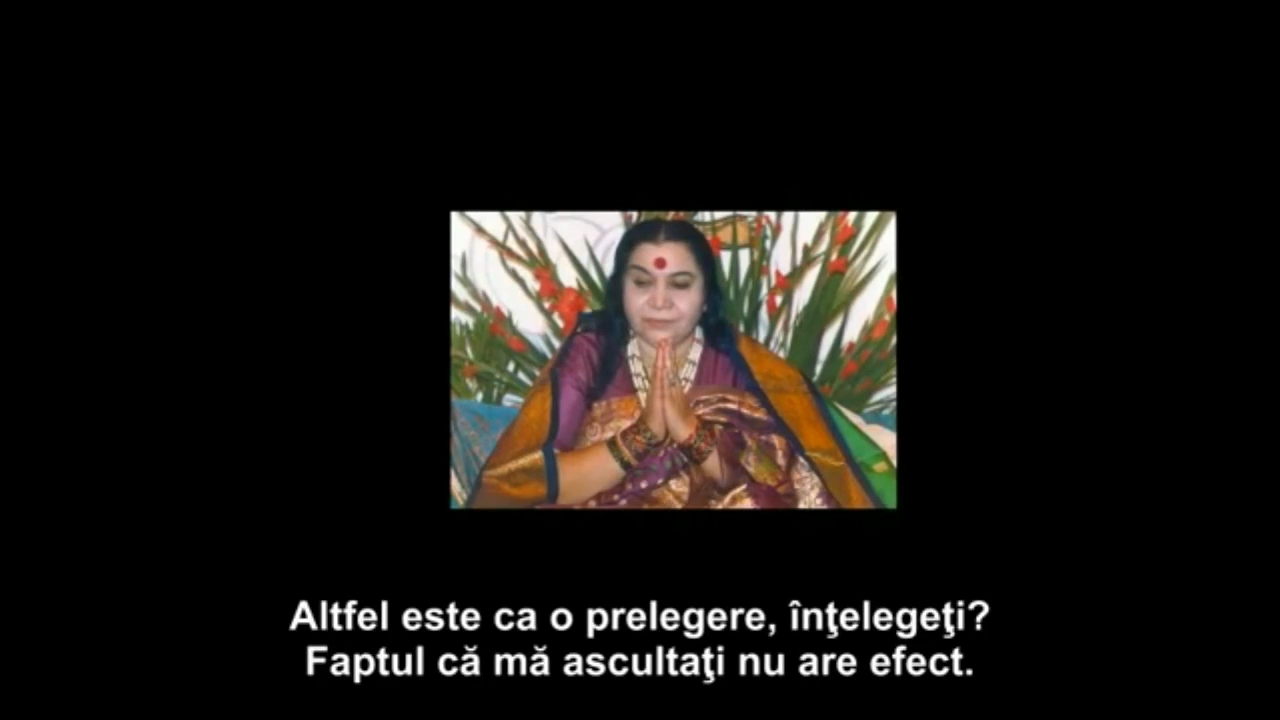 Altfel este ca o prelegere, înţelegeţi?
Faptul că mă ascultaţi nu are efect.